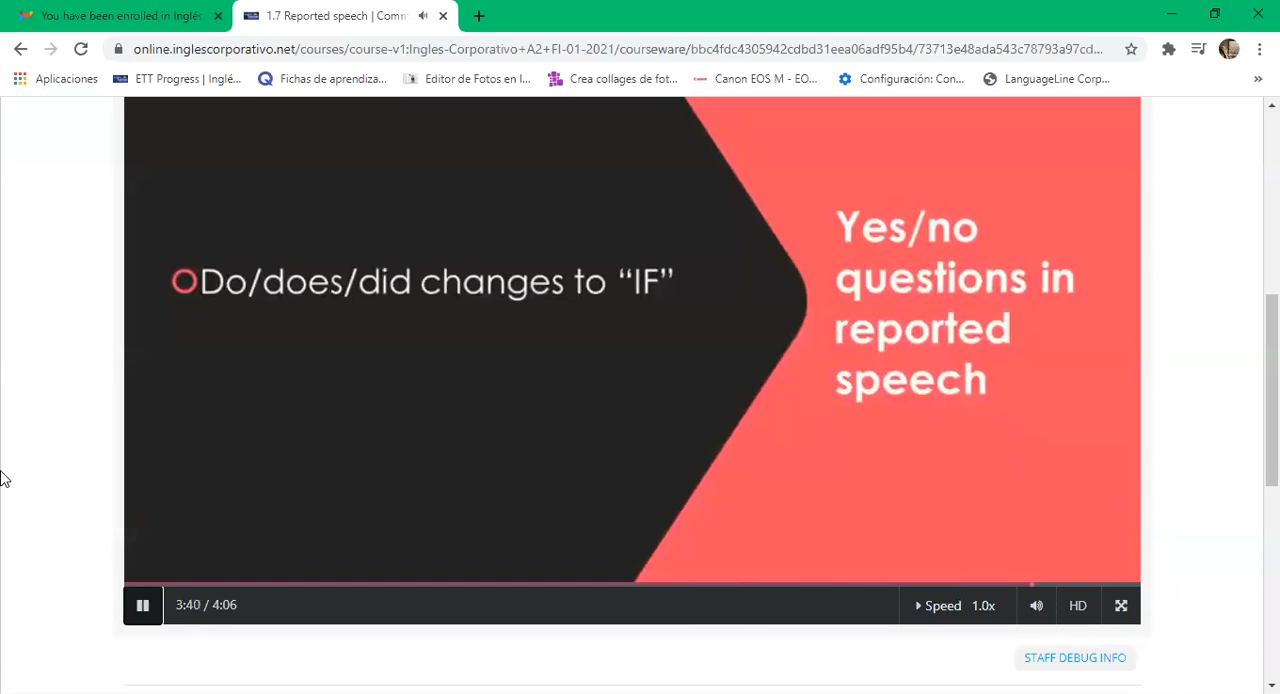 You have been enrolled in Inglés
1.7 Reported speech | Comm
online.inglescorporativo.net/courses/course-v1:Ingles-Corporativo+A2+FI-01-2021/courseware/bbc4fdc4305942cdbd31eea06adf95b4/73713e48ada543c78793a97cd...
Aplicaciones
ETT Progress | Inglé...
Fichas de aprendiza...
Editor de Fotos en l...
Crea collages de fot...
Canon EOS M - EO...
Configuración: Con...
LanguageLine Corp...
»
Do/does/did changes to “IF”
Yes/no
questions in
reported
speech
3:40 / 4:06
Speed 1.0x
HD
STAFF DEBUG INFO